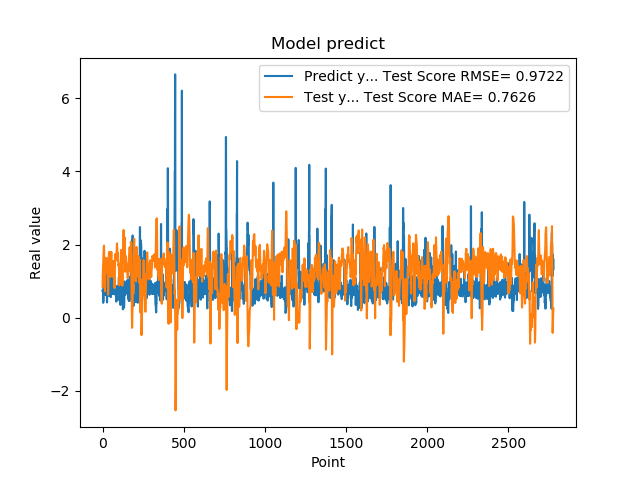 Model predict
Predict y... Test Score RMSE= 0.9722
Test y... Test Score MAE= 0.7626
Real value
6
4
2
0
−2
0 500 1000 1500 2000 2500
Point